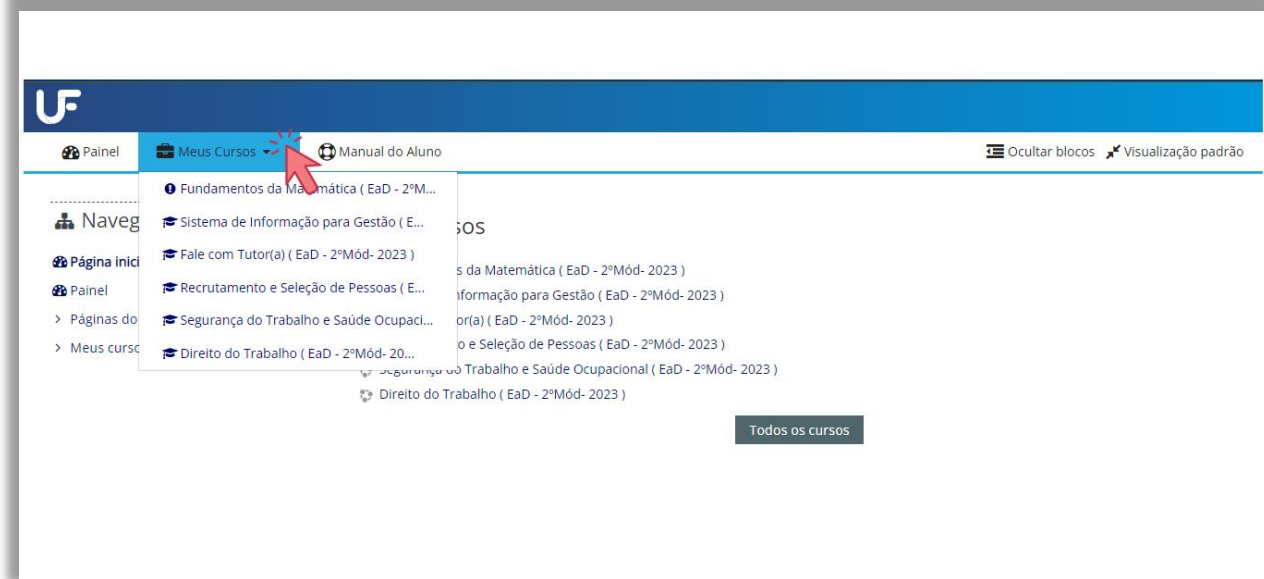 UF
Painel
Meus Cursos
Manual do Aluno
Ocultar blocos
Visualização padrão
Fundamentos da Matemática ( EaD - 2ºM...
Sistema de Informação para Gestão ( E...
Fale com Tutor(a) ( EaD - 2ºMód- 2023 )
Recrutamento e Seleção de Pessoas ( E...
Segurança do Trabalho e Saúde Ocupaci...
Direito do Trabalho ( EaD - 2ºMód- 20...
Naveg
Página inici
Painel
Páginas do
Meus curso
sos
s da Matemática ( EaD - 2ºMód- 2023 )
nformação para Gestão ( EaD - 2ºMód- 2023 )
or(a) ( EaD - 2ºMód- 2023 )
o e Seleção de Pessoas ( EaD - 2ºMód- 2023 )
Segurança do Trabalho e Saúde Ocupacional ( EaD - 2ºMód- 2023 )
Direito do Trabalho ( EaD - 2ºMód- 2023 )
Todos os cursos